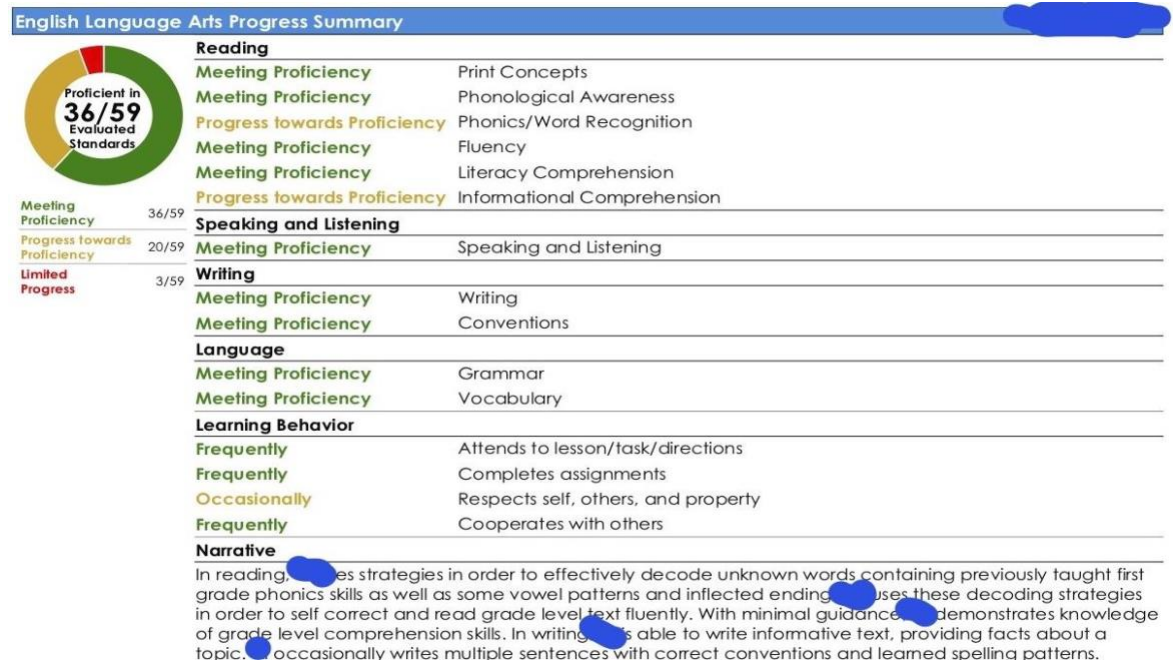 English Language Arts Progress Summary
Proficient in
36/59
Evaluated
Standards
Meeting Proficiency 36/59
Progress towards Proficiency 20/59
Limited Progress 3/59
Reading
Meeting Proficiency Print Concepts
Meeting Proficiency Phonological Awareness
Progress towards Proficiency Phonics/Word Recognition
Meeting Proficiency Fluency
Meeting Proficiency Literacy Comprehension
Progress towards Proficiency Informational Comprehension
Speaking and Listening
Meeting Proficiency Speaking and Listening
Writing
Meeting Proficiency Writing
Meeting Proficiency Conventions
Language
Meeting Proficiency Grammar
Meeting Proficiency Vocabulary
Learning Behavior
Frequently Attends to lesson/task/directions
Frequently Completes assignments
Occasionally Respects self, others, and property
Frequently Cooperates with others
Narrative
In reading, strategies in order to effectively decode unknown words containing previously taught first
grade phonics skills as well as some vowel patterns and inflected ending uses these decoding strategies
in order to self correct and read grade level text fluently. With minimal guidance demonstrates knowledge
of grade level comprehension skills. In writing able to write informative text, providing facts about a
topic. occasionally writes multiple sentences with correct conventions and learned spelling patterns.